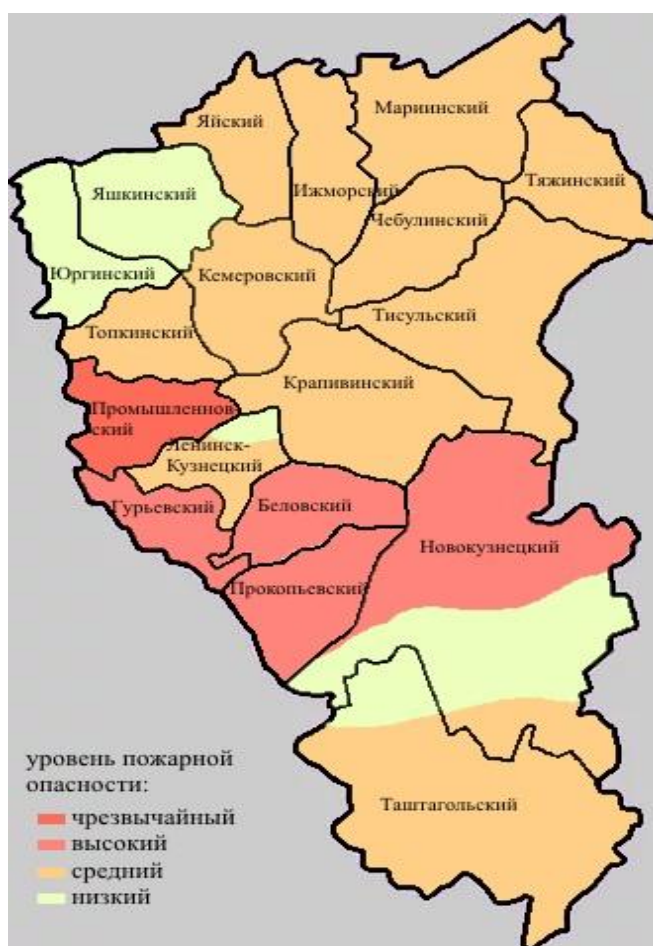 Мариинский
Яйский
Ижморский
Тяжинский
Яшкинский
Чебулинский
Юргинский
Кемеровский
Тисульский
Топкинский
Крапивинский
Промышленнов-
ский
Ленинск-
Кузнецкий
Гурьевский
Беловский
Новокузнецкий
Прокопьевский
Таштагольский
уровень пожарной
опасности:
чрезвычайный
высокий
средний
низкий